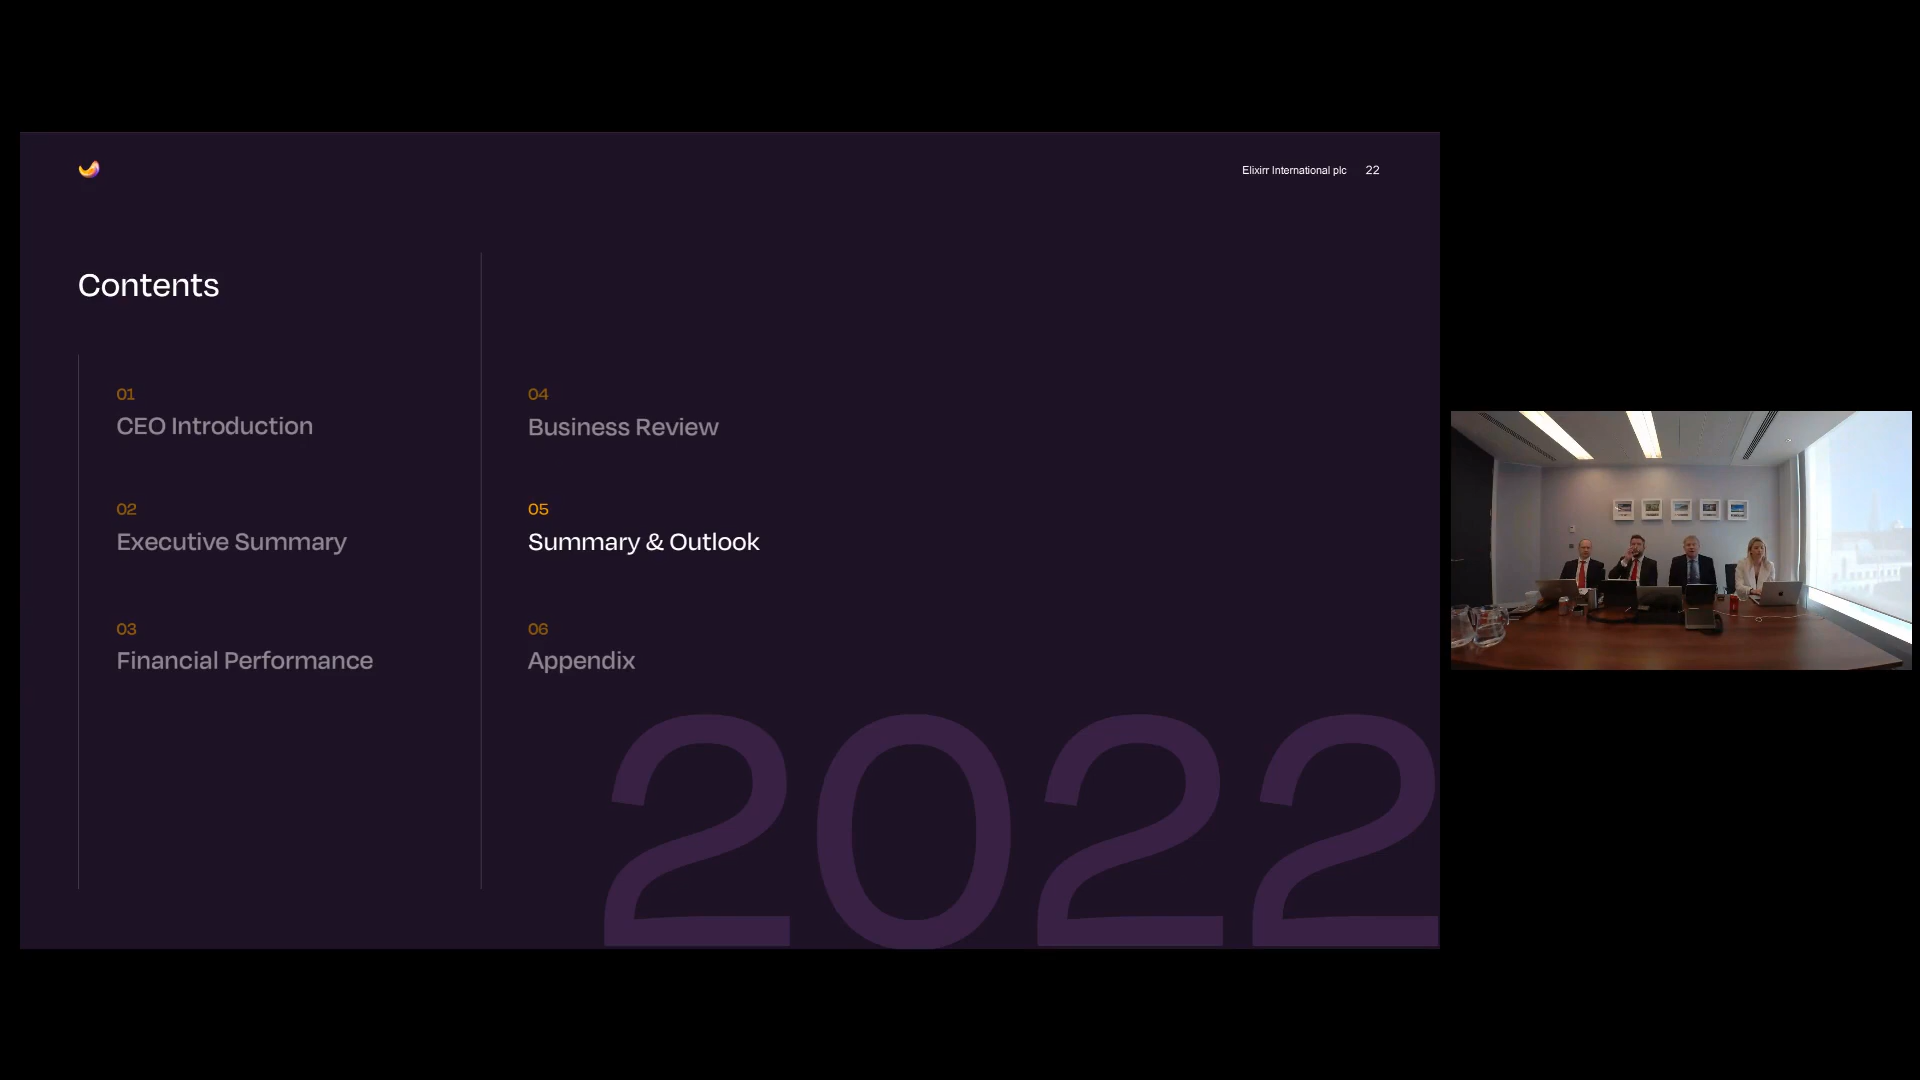 Elixirr International plc 22
Contents
01
CEO Introduction
02
Executive Summary
03
Financial Performance
04
Business Review
05
Summary & Outlook
06
Appendix
2022